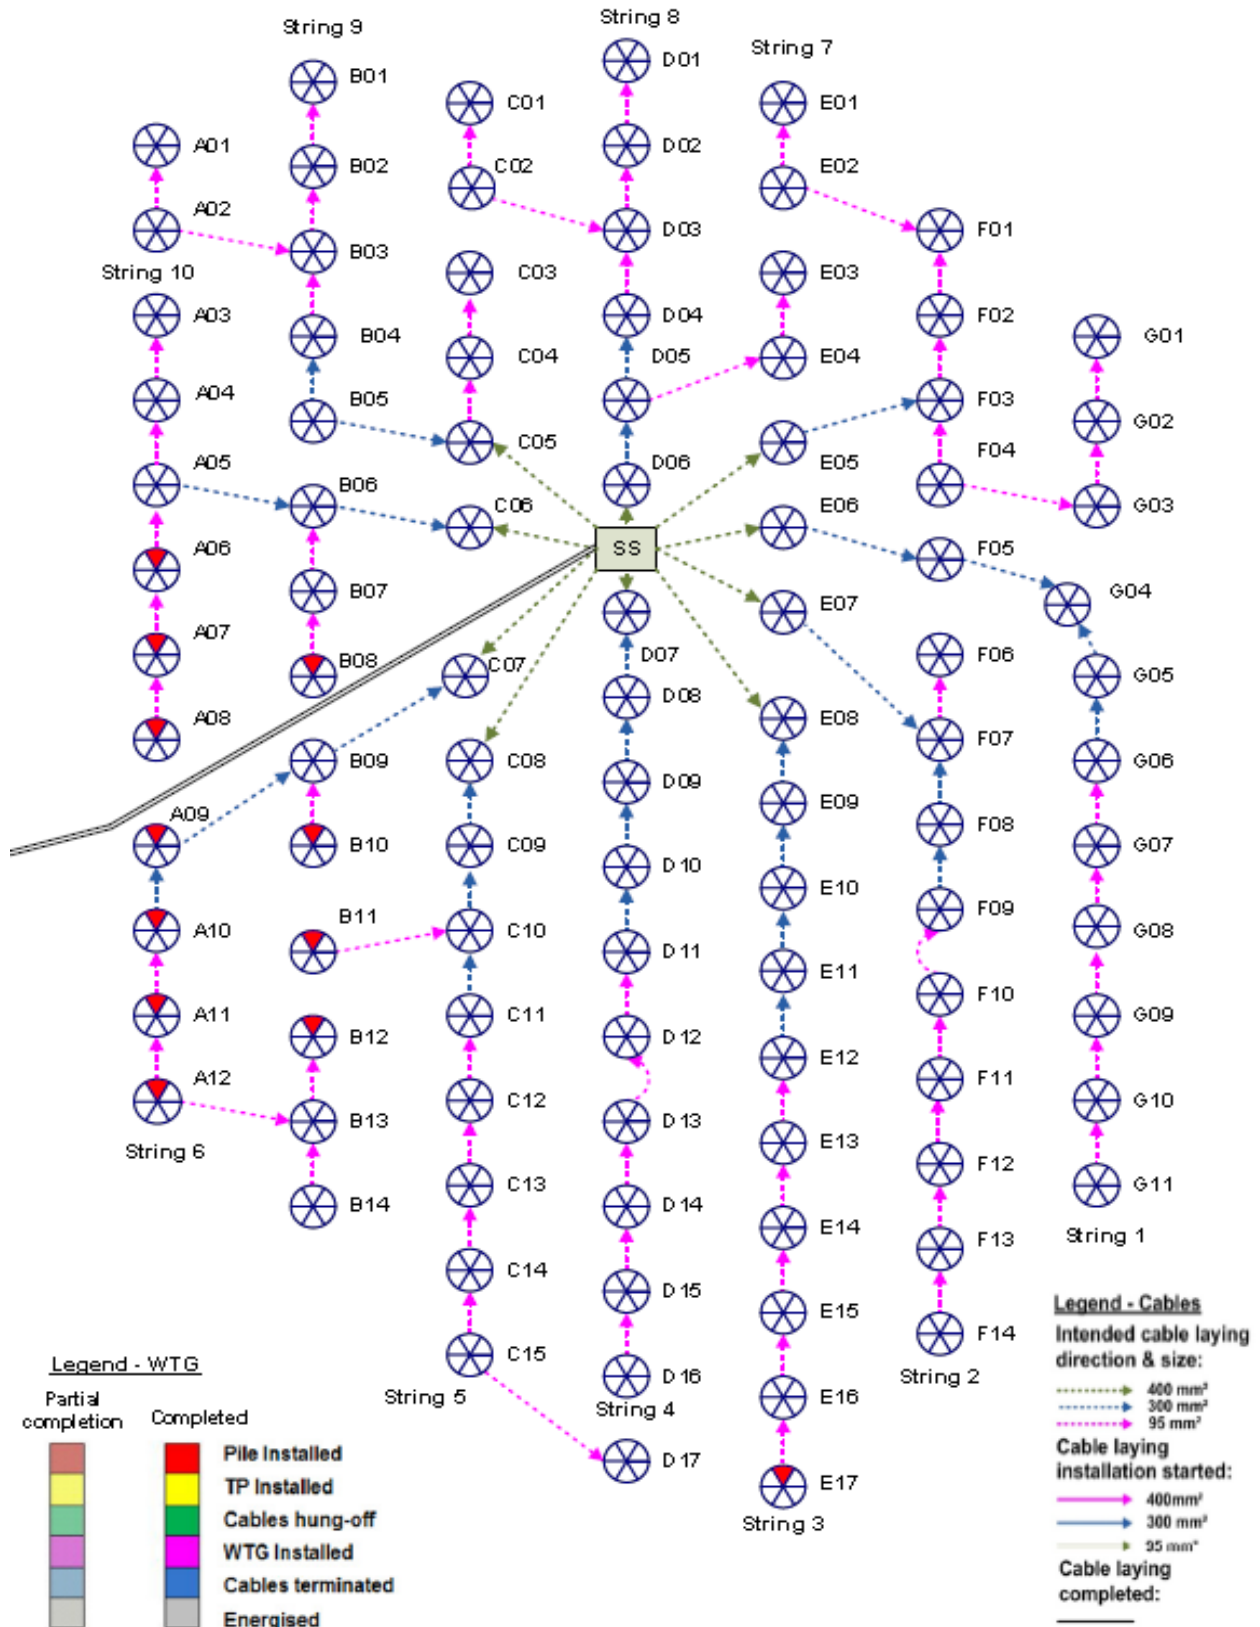 String 9
String 8
String 7
B01
D01
C01
E01
A01
B02
C02
D02
E02
A02
B03
D03
F01
String 10
C03
E03
A03
B04
D04
F02
C04
D05
E04
G01
A04
B05
C05
F03
G02
A05
B06
D06
E05
F04
C06
E06
G03
A06
SS
F05
B07
E07
G04
A07
B08
C07
D07
F06
G05
A08
D08
E08
F07
B09
C08
D09
E09
G06
A09
B10
C09
D10
F08
G07
E10
A10
B11
C10
D11
F09
G08
E11
A11
B12
C11
D12
F10
G09
E12
A12
B13
C12
D13
F11
G10
String 6
E13
B14
C13
D14
F12
G11
E14
F13
String 1
C14
D15
E15
F14
C15
D16
E16
String 2
String 5
String 4
D17
E17
String 3
Legend - WTG
Partial
completion
Completed
Pile Installed
TP Installed
Cables hung-off
WTG Installed
Cables terminated
Energised
Legend - Cables
Intended cable laying
direction & size:
400 mm²
300 mm²
95 mm²
Cable laying
installation started:
400mm²
300 mm²
95 mm²
Cable laying
completed: